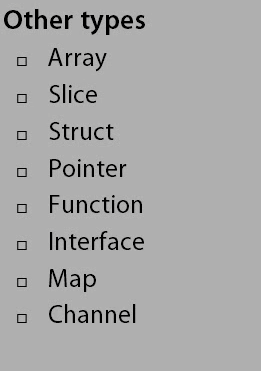 Other types
Array
Slice
Struct
Pointer
Function
Interface
Map
Channel